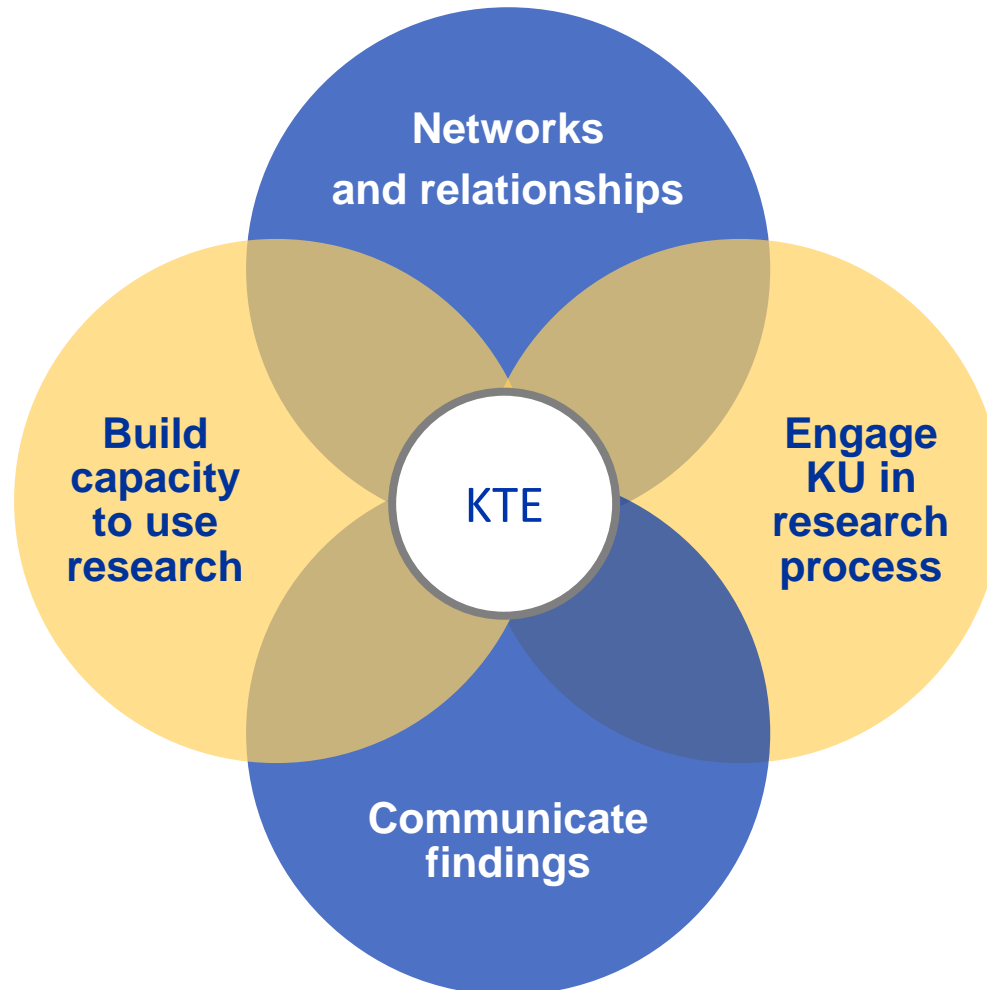 Networks
and relationships
Build
capacity
to use
research
KTE
Engage
KU in
research
process
Communicate
findings